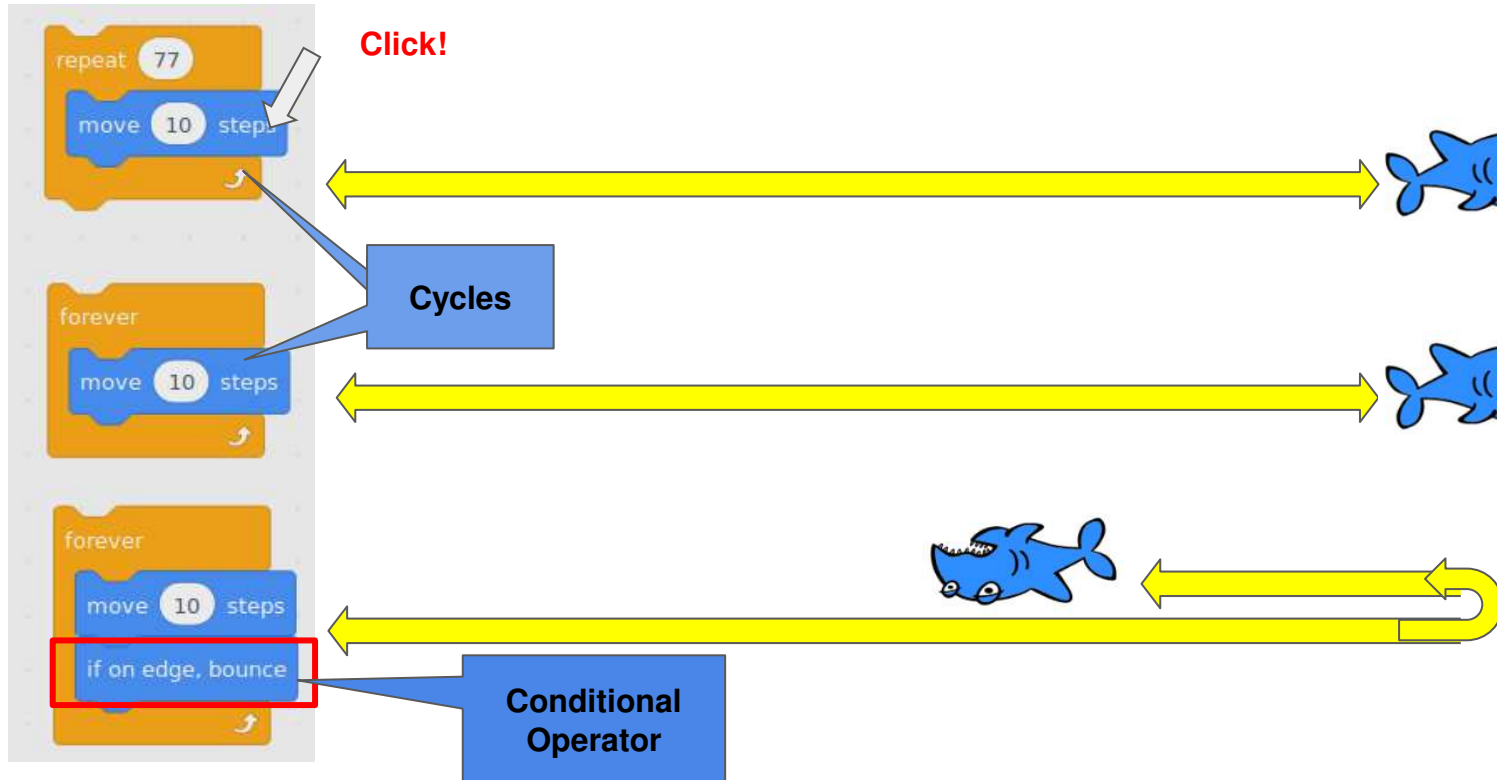 Click!
repeat 77
move 10 steps
Cycles
forever
move 10 steps
forever
move 10 steps
if on edge, bounce
Conditional
Operator